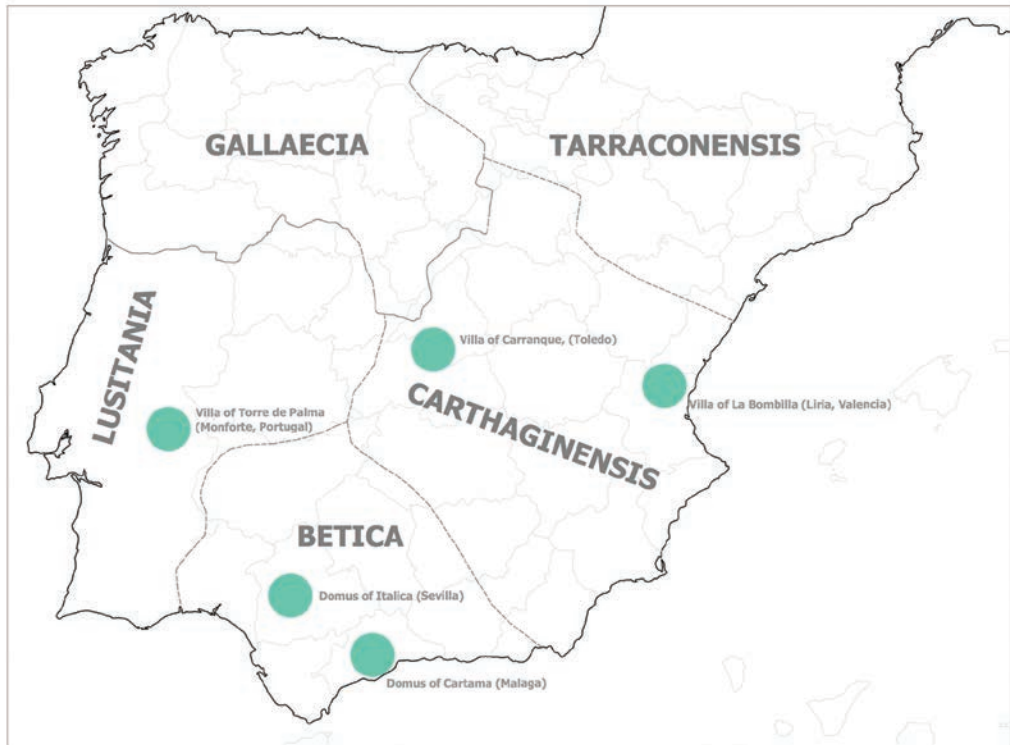 GALLAECIA
TARRACONENSIS
LUSITANIA
Villa of Carranque, (Toledo)
CARTHAGINENSIS
Villa of La Bombilla (Liria, Valencia)
Villa of Torre de Palma
(Monforte, Portugal)
BETICA
Domus of Italica (Sevilla)
Domus of Cartama (Malaga)